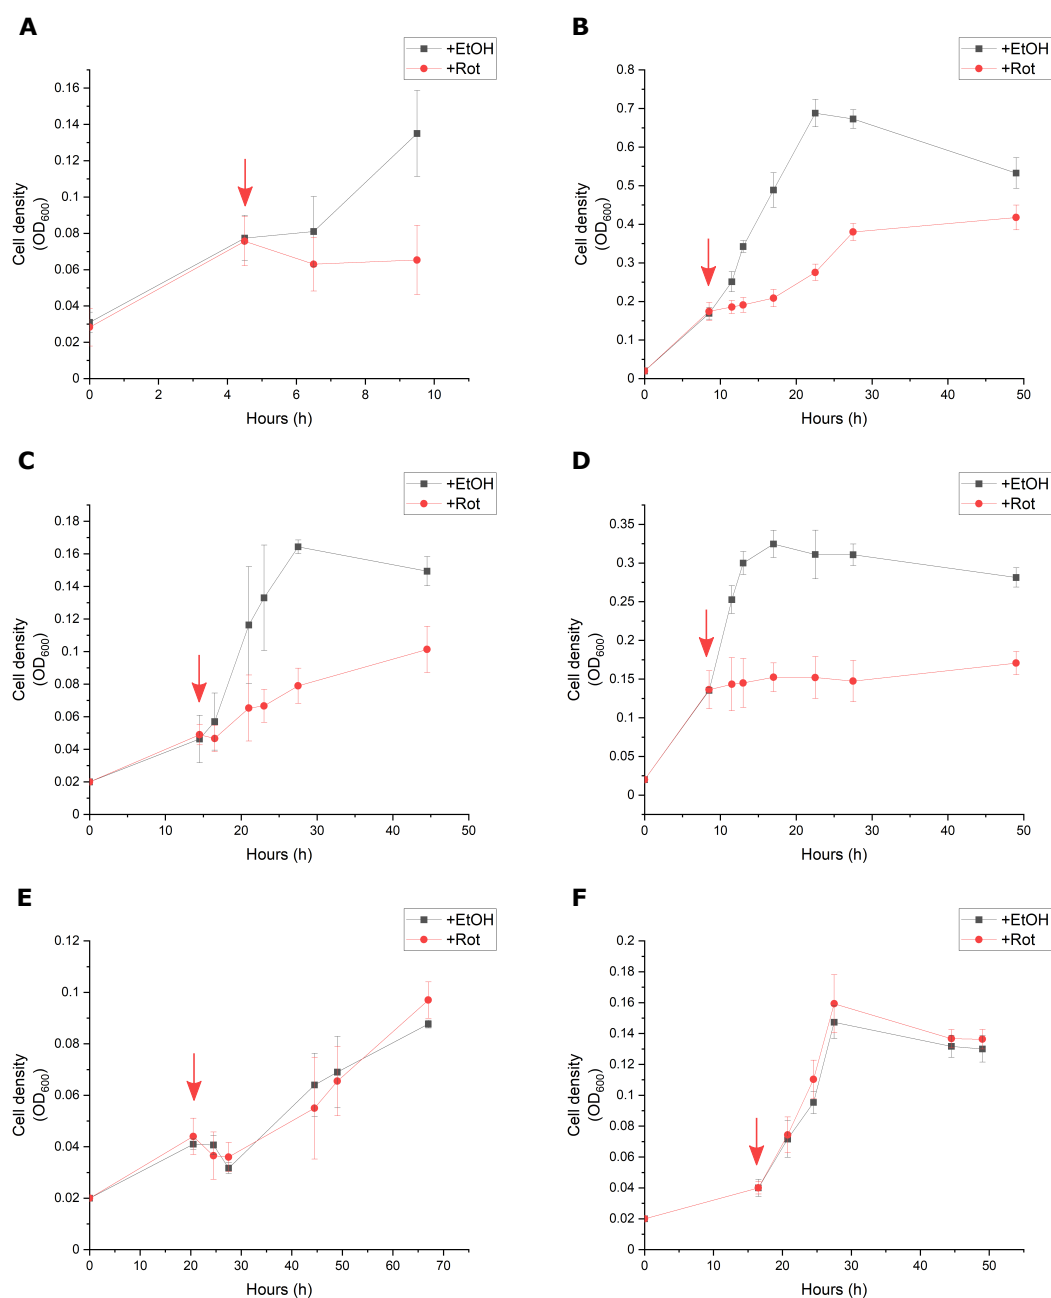 A
+EtOH
+Rot
Cell density
(OD600)
0.16
0.14
0.12
0.1
0.08
0.06
0.04
0.02
0
0 2 4 6 8 10
Hours (h)
B
+EtOH
+Rot
Cell density
(OD600)
0.8
0.7
0.6
0.5
0.4
0.3
0.2
0.1
0
0 10 20 30 40 50
Hours (h)
C
+EtOH
+Rot
Cell density
(OD600)
0.18
0.16
0.14
0.12
0.1
0.08
0.06
0.04
0.02
0
0 10 20 30 40 50
Hours (h)
D
+EtOH
+Rot
Cell density
(OD600)
0.35
0.3
0.25
0.2
0.15
0.1
0.05
0
0 10 20 30 40 50
Hours (h)
E
+EtOH
+Rot
Cell density
(OD600)
0.12
0.1
0.08
0.06
0.04
0.02
0
0 10 20 30 40 50 60 70
Hours (h)
F
+EtOH
+Rot
Cell density
(OD600)
0.2
0.18
0.16
0.14
0.12
0.1
0.08
0.06
0.04
0.02
0
0 10 20 30 40 50
Hours (h)